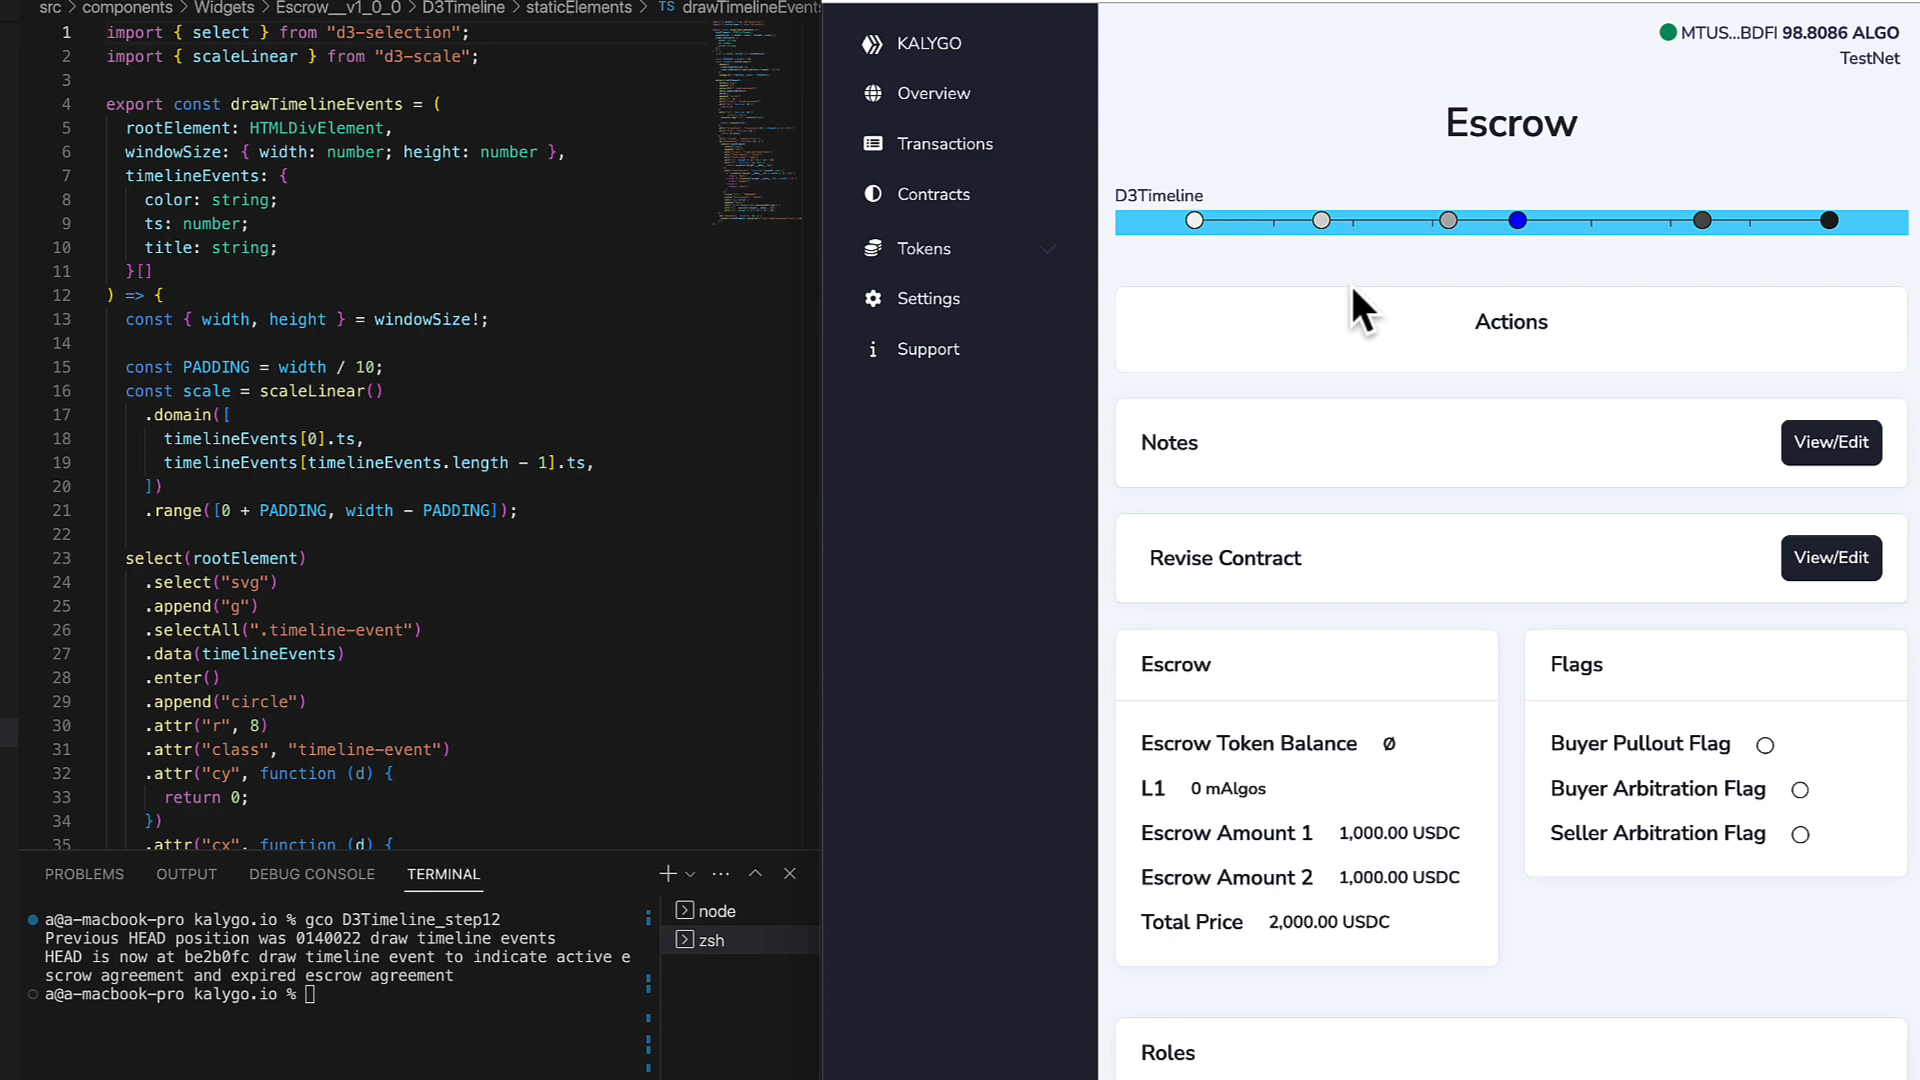 src > components > Widgets > Escrow__v1_0_0 > D3Timeline > staticElements > TS drawTimelineEvent
1 import { select } from "d3-selection";
2 import { scaleLinear } from "d3-scale";
3
4 export const drawTimelineEvents = (
5 rootElement: HTMLDivElement,
6 windowSize: { width: number; height: number },
7 timelineEvents: {
8 color: string;
9 ts: number;
10 title: string;
11 }[]
12 ) => {
13 const { width, height } = windowSize!;
14
15 const PADDING = width / 10;
16 const scale = scaleLinear()
17 .domain([
18 timelineEvents[0].ts,
19 timelineEvents[timelineEvents.length - 1].ts,
20 ])
21 .range([0 + PADDING, width - PADDING]);
22
23 select(rootElement)
24 .select("svg")
25 .append("g")
26 .selectAll(".timeline-event")
27 .data(timelineEvents)
28 .enter()
29 .append("circle")
30 .attr("r", 8)
31 .attr("class", "timeline-event")
32 .attr("cy", function (d) {
33 return 0;
34 })
35 .attr("cx", function (d) {
PROBLEMS OUTPUT DEBUG CONSOLE TERMINAL
a@a-macbook-pro kalygo.io % gco D3Timeline_step12
Previous HEAD position was 0140022 draw timeline events
HEAD is now at be2b0fc draw timeline event to indicate active e
scrow agreement and expired escrow agreement
a@a-macbook-pro kalygo.io %
node
zsh
KALYGO
Overview
Transactions
Contracts
Tokens
Settings
Support
MTUS...BDFI 98.8086 ALGO
TestNet
Escrow
D3Timeline
Actions
Notes View/Edit
Revise Contract View/Edit
Escrow
Escrow Token Balance Ø
L1 0 mAlgos
Escrow Amount 1 1,000.00 USDC
Escrow Amount 2 1,000.00 USDC
Total Price 2,000.00 USDC
Flags
Buyer Pullout Flag
Buyer Arbitration Flag
Seller Arbitration Flag
Roles